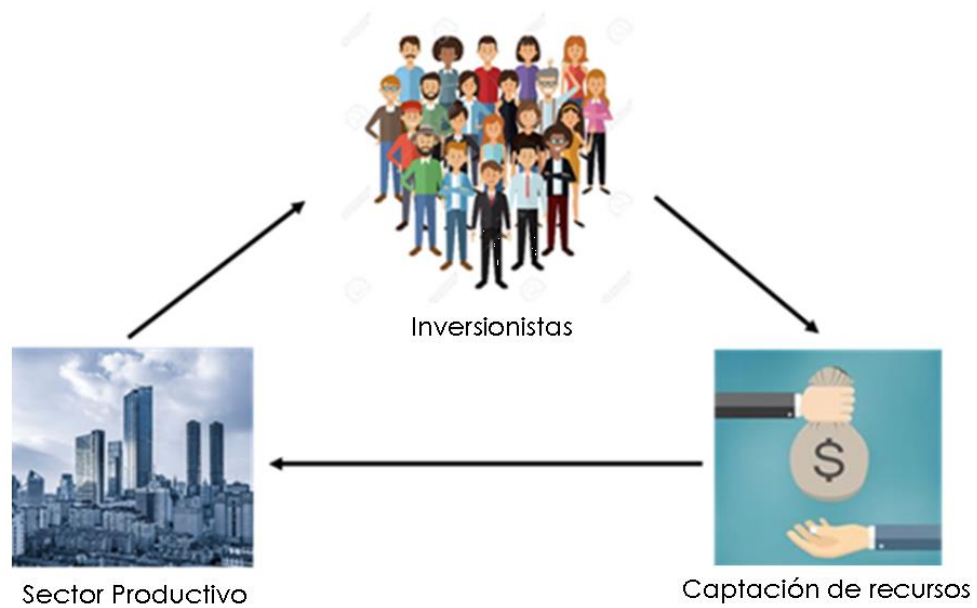 Inversionistas
$
Sector Productivo
Captación de recursos